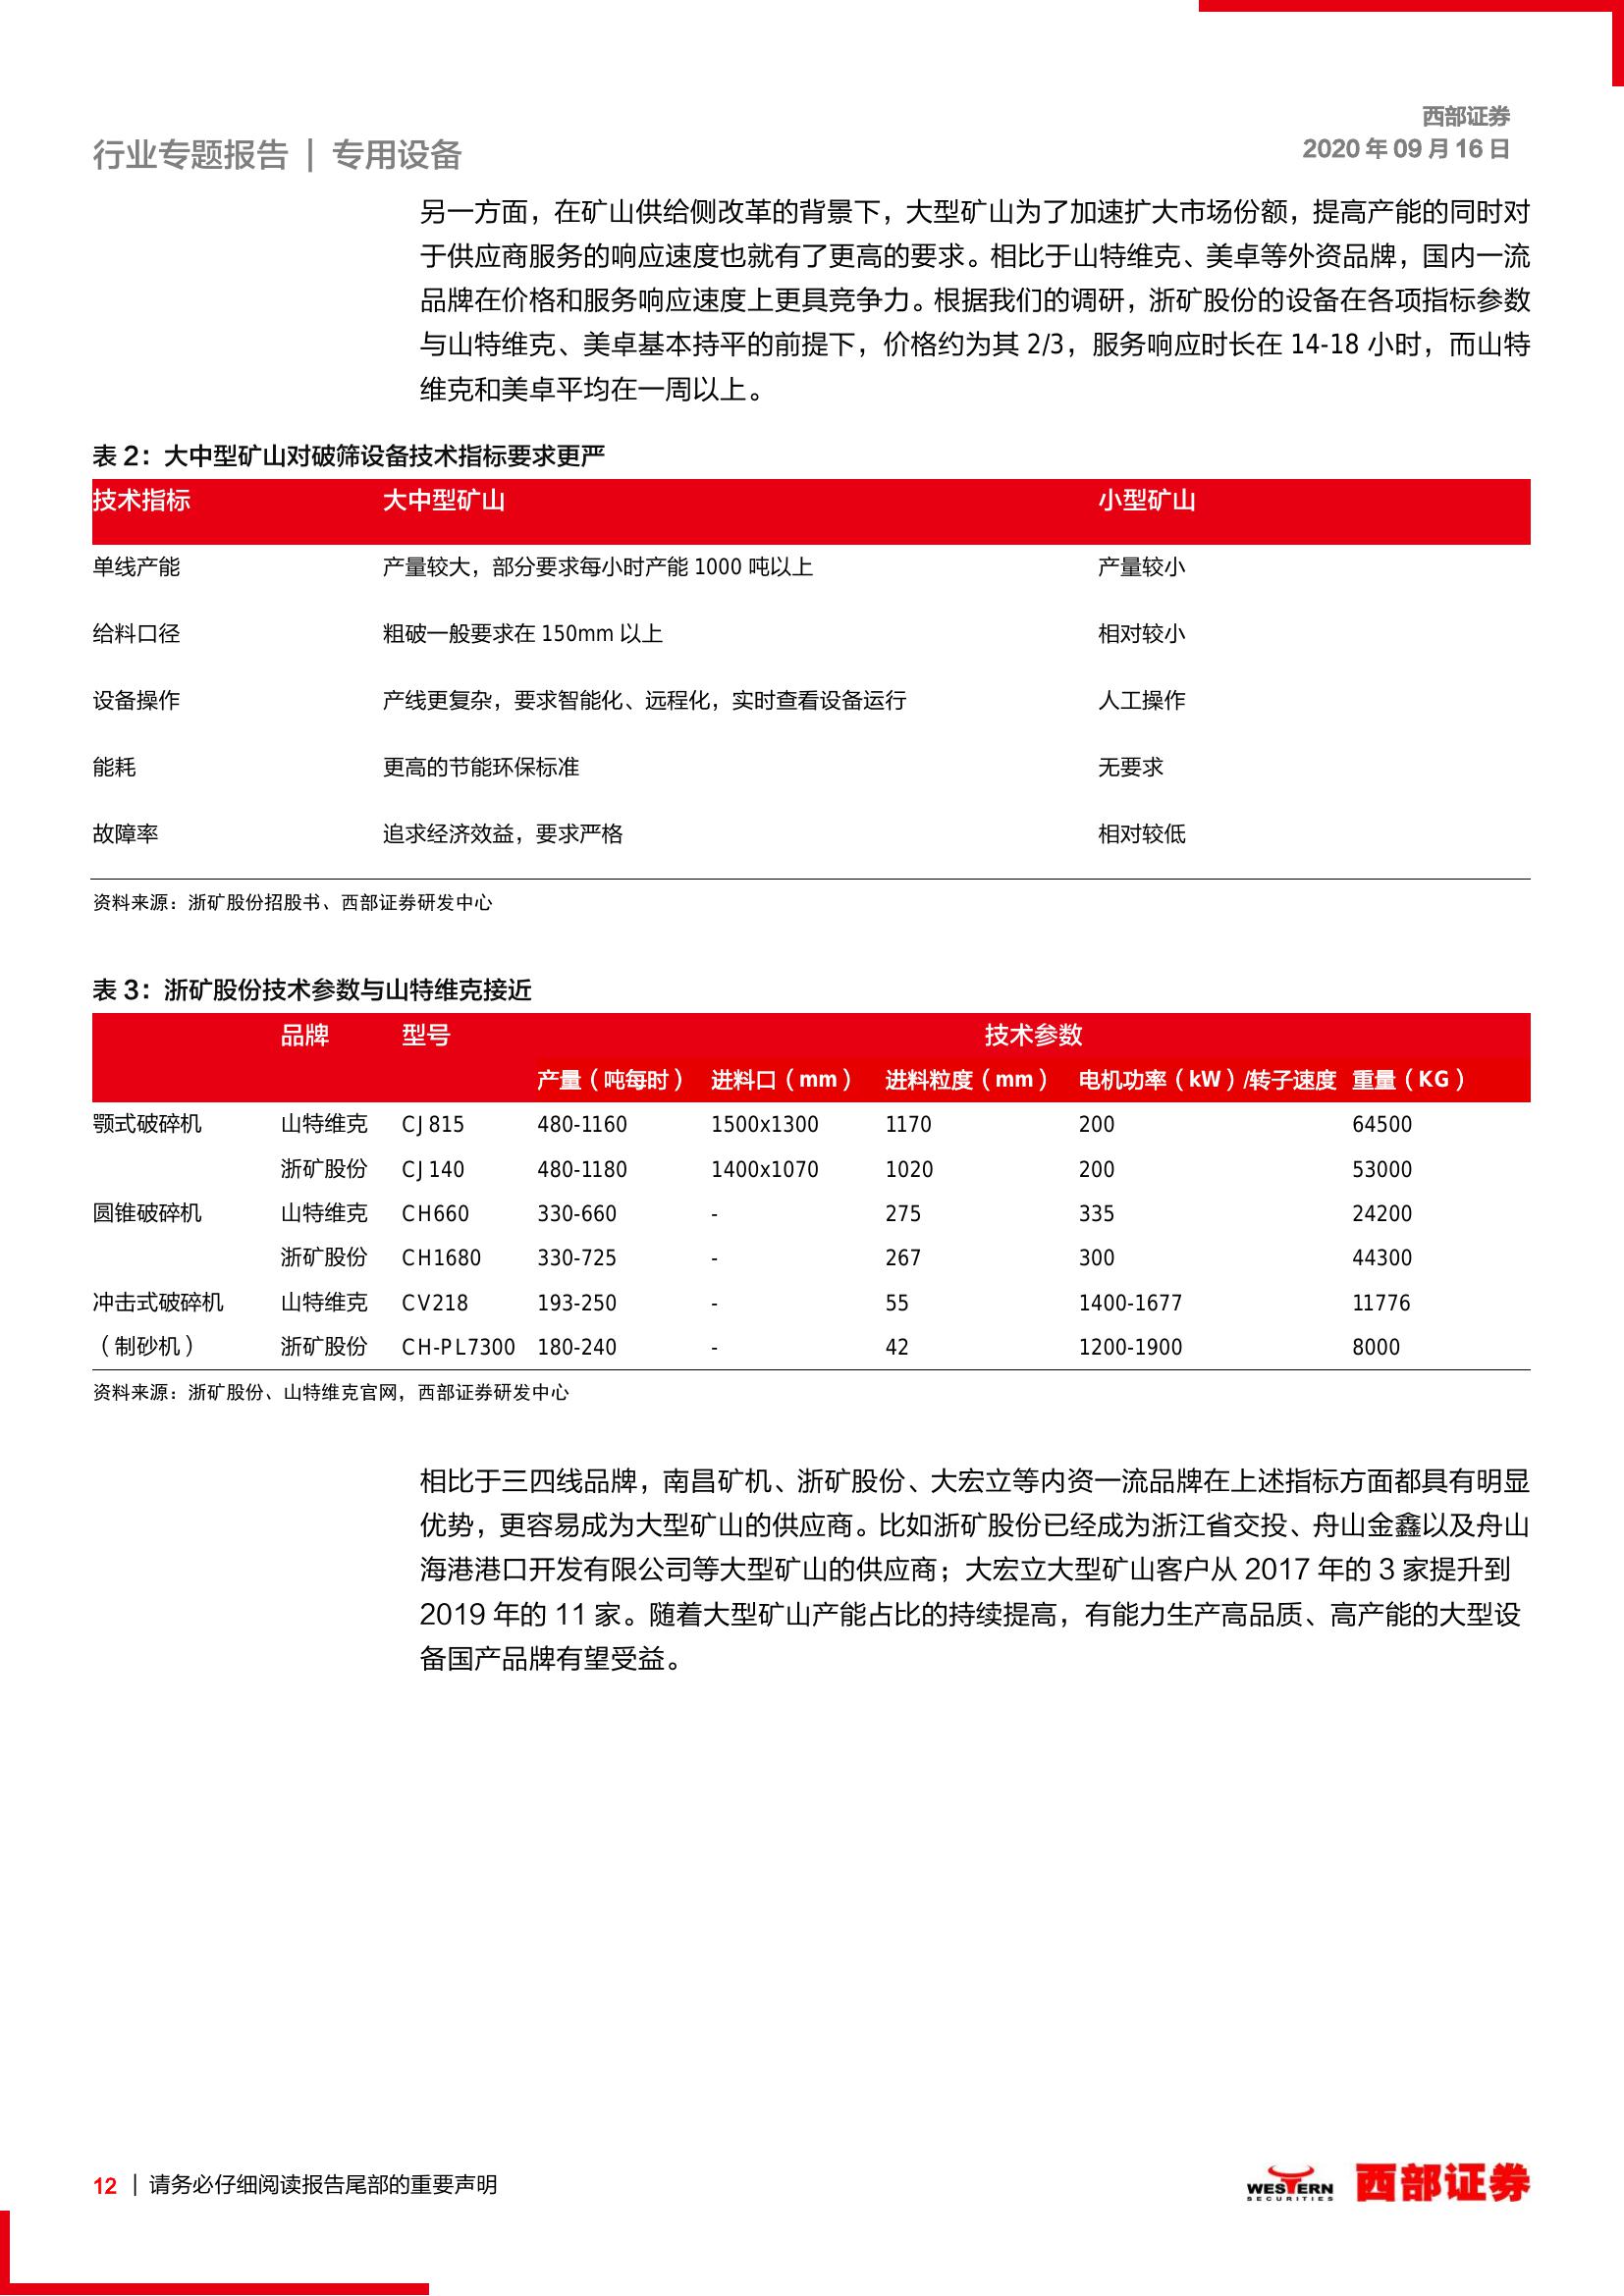 西部证券
行业专题报告 | 专用设备
2020 年 09 月 16 日
另一方面，在矿山供给侧改革的背景下，大型矿山为了加速扩大市场份额，提高产能的同时对
于供应商服务的响应速度也就有了更高的要求。相比于山特维克、美卓等外资品牌，国内一流
品牌在价格和服务响应速度上更具竞争力。根据我们的调研，浙矿股份的设备在各项指标参数
与山特维克、美卓基本持平的前提下，价格约为其 2/3，服务响应时长在 14-18 小时，而山特
维克和美卓平均在一周以上。
表 2：大中型矿山对破筛设备技术指标要求更严
技术指标 大中型矿山 小型矿山
单线产能 产量较大，部分要求每小时产能 1000 吨以上 产量较小
给料口径 粗破一般要求在 150mm 以上 相对较小
设备操作 产线更复杂，要求智能化、远程化，实时查看设备运行 人工操作
能耗 更高的节能环保标准 无要求
故障率 追求经济效益，要求严格 相对较低
资料来源：浙矿股份招股书、西部证券研发中心
表 3：浙矿股份技术参数与山特维克接近
品牌 型号 技术参数
产量（吨每时） 进料口（mm） 进料粒度（mm） 电机功率（kW）/转子速度 重量（KG）
颚式破碎机 山特维克 CJ815 480-1160 1500x1300 1170 200 64500
浙矿股份 CJ140 480-1180 1400x1070 1020 200 53000
圆锥破碎机 山特维克 CH660 330-660 - 275 335 24200
浙矿股份 CH1680 330-725 - 267 300 44300
冲击式破碎机 山特维克 CV218 193-250 - 55 1400-1677 11776
（制砂机） 浙矿股份 CH-PL7300 180-240 - 42 1200-1900 8000
资料来源：浙矿股份、山特维克官网，西部证券研发中心
相比于三四线品牌，南昌矿机、浙矿股份、大宏立等内资一流品牌在上述指标方面都具有明显
优势，更容易成为大型矿山的供应商。比如浙矿股份已经成为浙江省交投、舟山金鑫以及舟山
海港港口开发有限公司等大型矿山的供应商；大宏立大型矿山客户从 2017 年的 3 家提升到
2019 年的 11 家。随着大型矿山产能占比的持续提高，有能力生产高品质、高产能的大型设
备国产品牌有望受益。
12 | 请务必仔细阅读报告尾部的重要声明
WESTERN
SECURITIES
西部证券